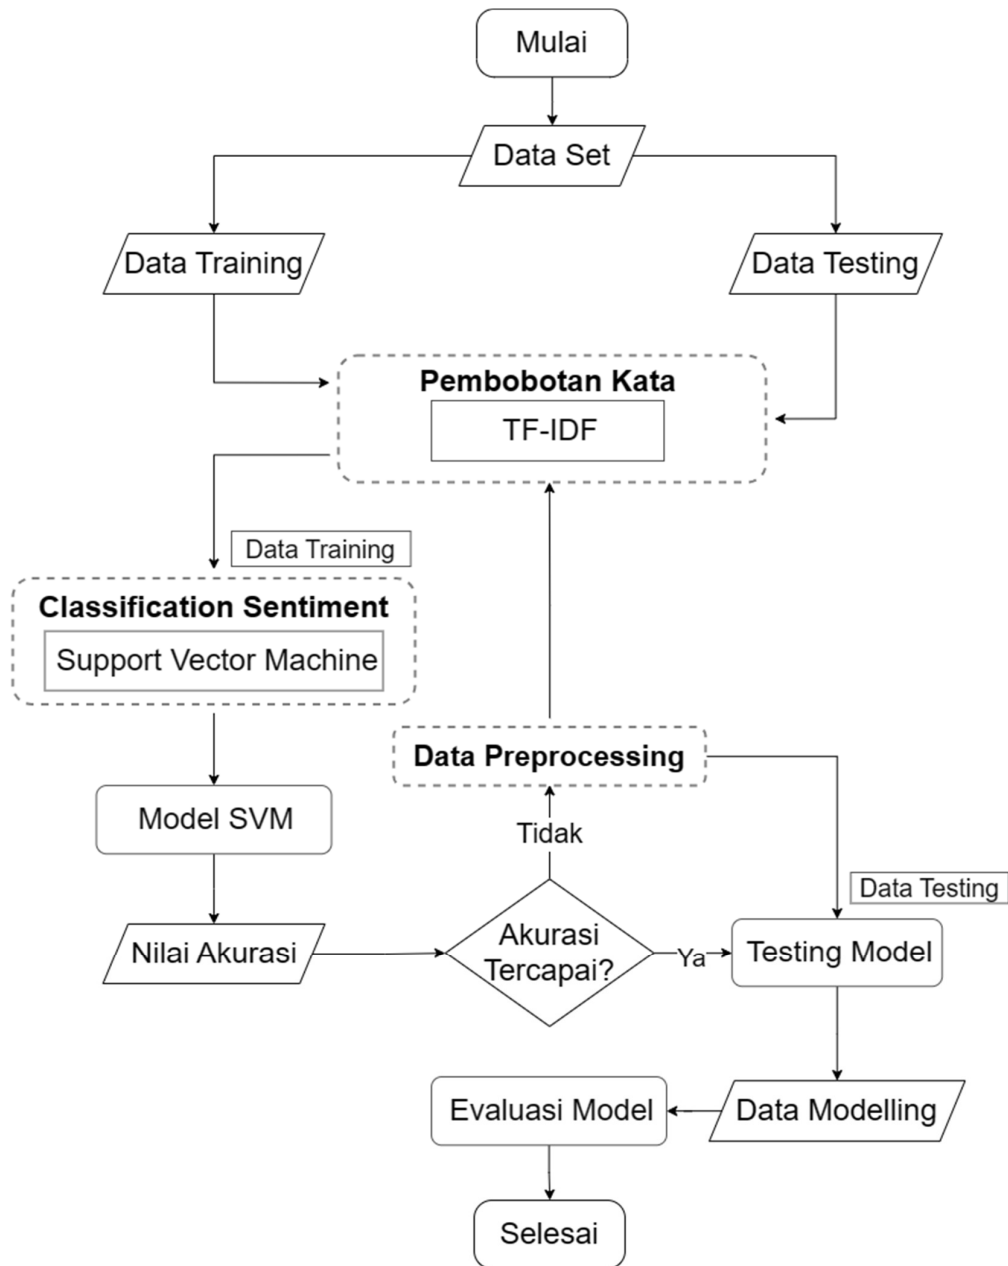 Mulai
Data Set
Data Training
Data Testing
Pembobotan Kata
TF-IDF
Data Training
Classification Sentiment
Support Vector Machine
Data Preprocessing
Model SVM
Tidak
Data Testing
Nilai Akurasi
Akurasi
Tercapai?
Ya
Testing Model
Evaluasi Model
Data Modelling
Selesai